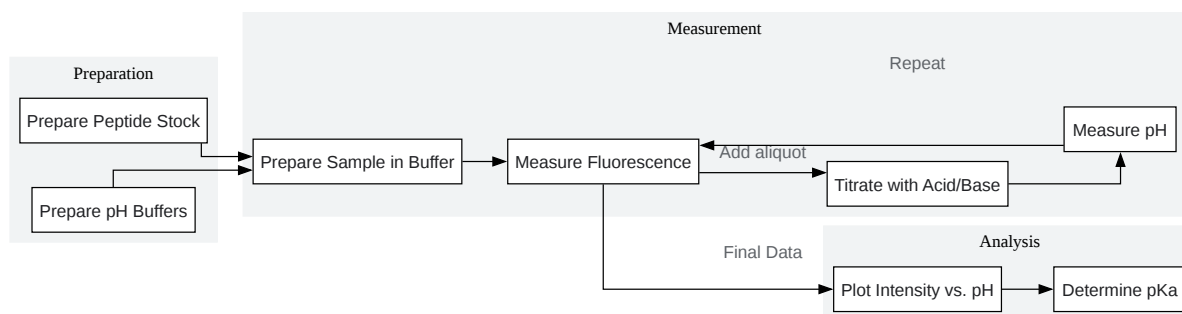 Measurement
Repeat
Preparation
Prepare Peptide Stock
Prepare pH Buffers
Prepare Sample in Buffer
Measure Fluorescence
Add aliquot
Titrate with Acid/Base
Measure pH
Final Data
Analysis
Plot Intensity vs. pH
Determine pKa